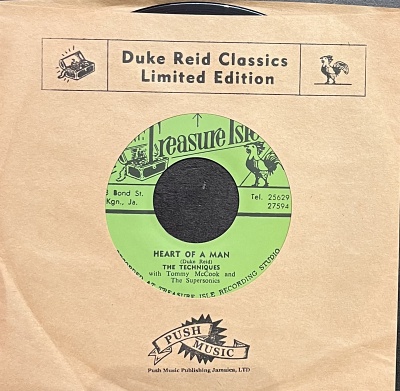 Duke Reid Classics
Limited Edition
Treasure Isle
Bond St.
Kgn., Ja.
Tel. 25629
27594
HEART OF A MAN
(Duke Reid)
THE TECHNIQUES
with Tommy McCook and
The Supersonics
AT TREASURE ISLE RECORDING STUDIO
PUSH
MUSIC
Push Music Publishing Jamaica, LTD